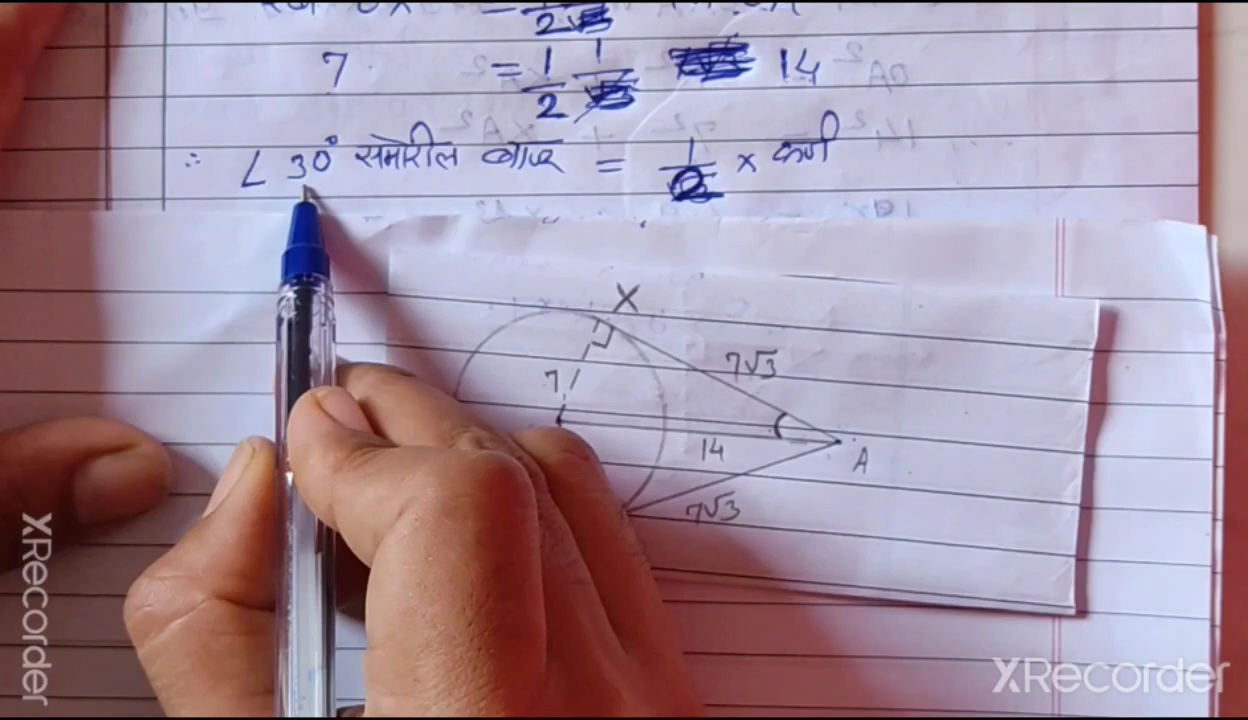 7 = 1/2 14
∴ ∠ 30° समोरील बाजू = 1/2 × कर्ण
X
7√3
7
14
A
7√3
XRecorder
XRecorder